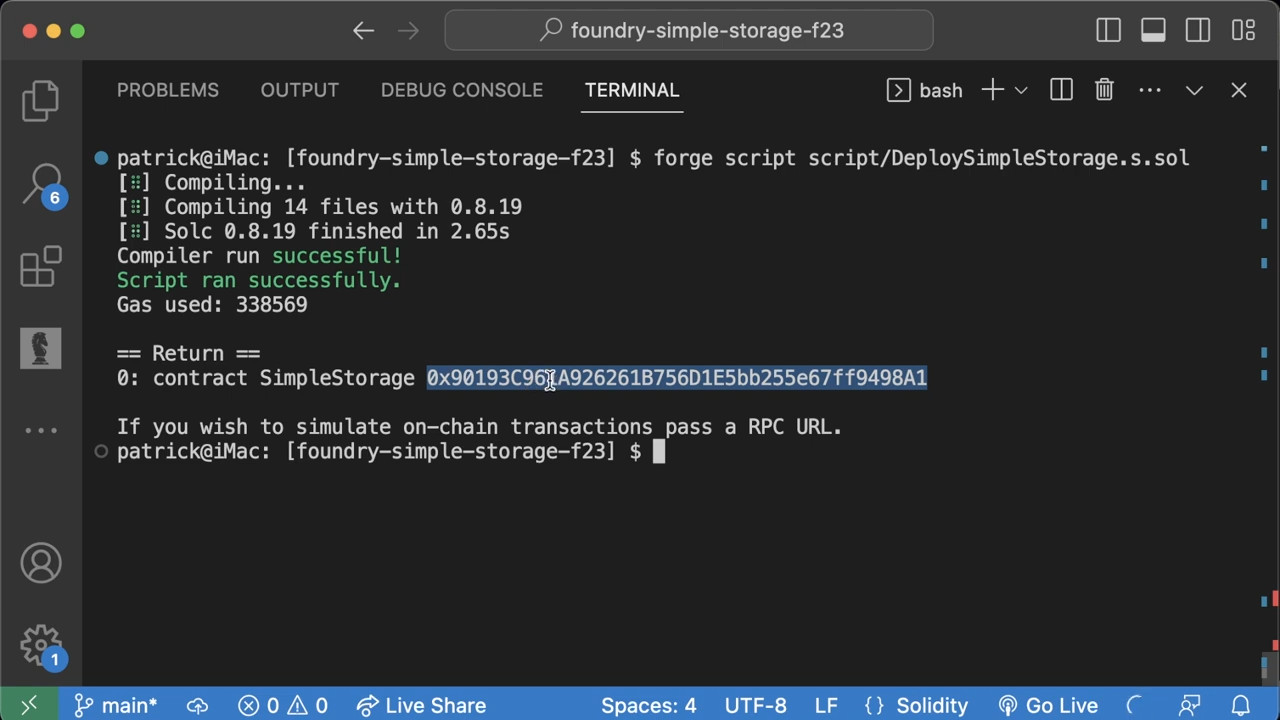 foundry-simple-storage-f23
PROBLEMS OUTPUT DEBUG CONSOLE TERMINAL bash
patrick@iMac: [foundry-simple-storage-f23] $ forge script script/DeploySimpleStorage.s.sol
[⠿] Compiling...
[⠿] Compiling 14 files with 0.8.19
[⠿] Solc 0.8.19 finished in 2.65s
Compiler run successful!
Script ran successfully.
Gas used: 338569
== Return ==
0: contract SimpleStorage 0x90193C961A926261B756D1E5bb255e67ff9498A1
If you wish to simulate on-chain transactions pass a RPC URL.
patrick@iMac: [foundry-simple-storage-f23] $
6
1
main* 0 0 Live Share Spaces: 4 UTF-8 LF {} Solidity Go Live